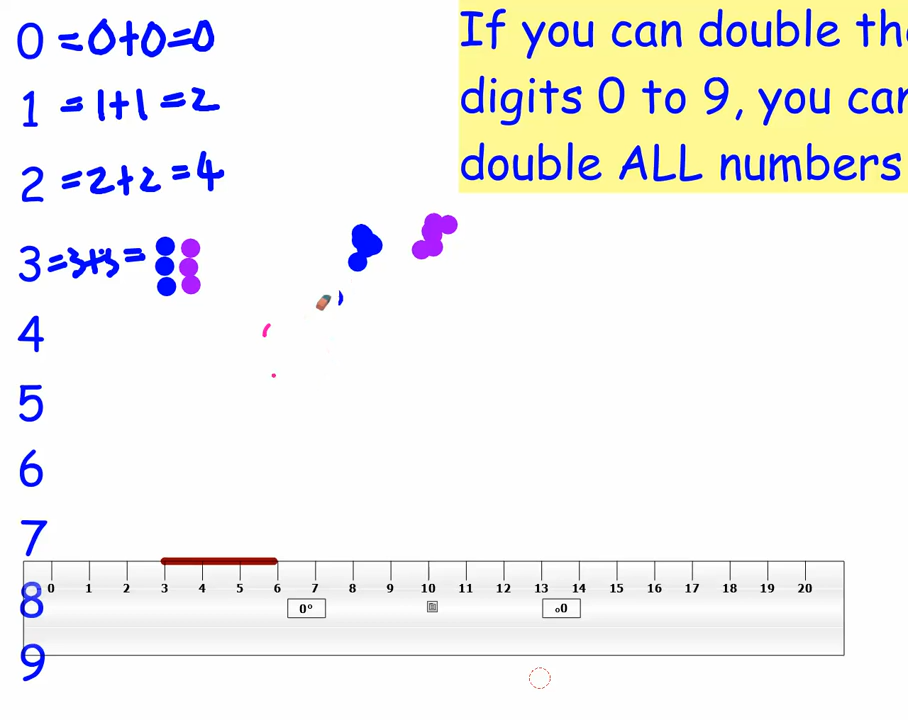 0 =0+0=0
1 =1+1=2
2 =2+2=4
3=3+3=
4
5
6
7
8
9
If you can double the
digits 0 to 9, you can
double ALL numbers
0 1 2 3 4 5 6 7 8 9 10 11 12 13 14 15 16 17 18 19 20
0° °0